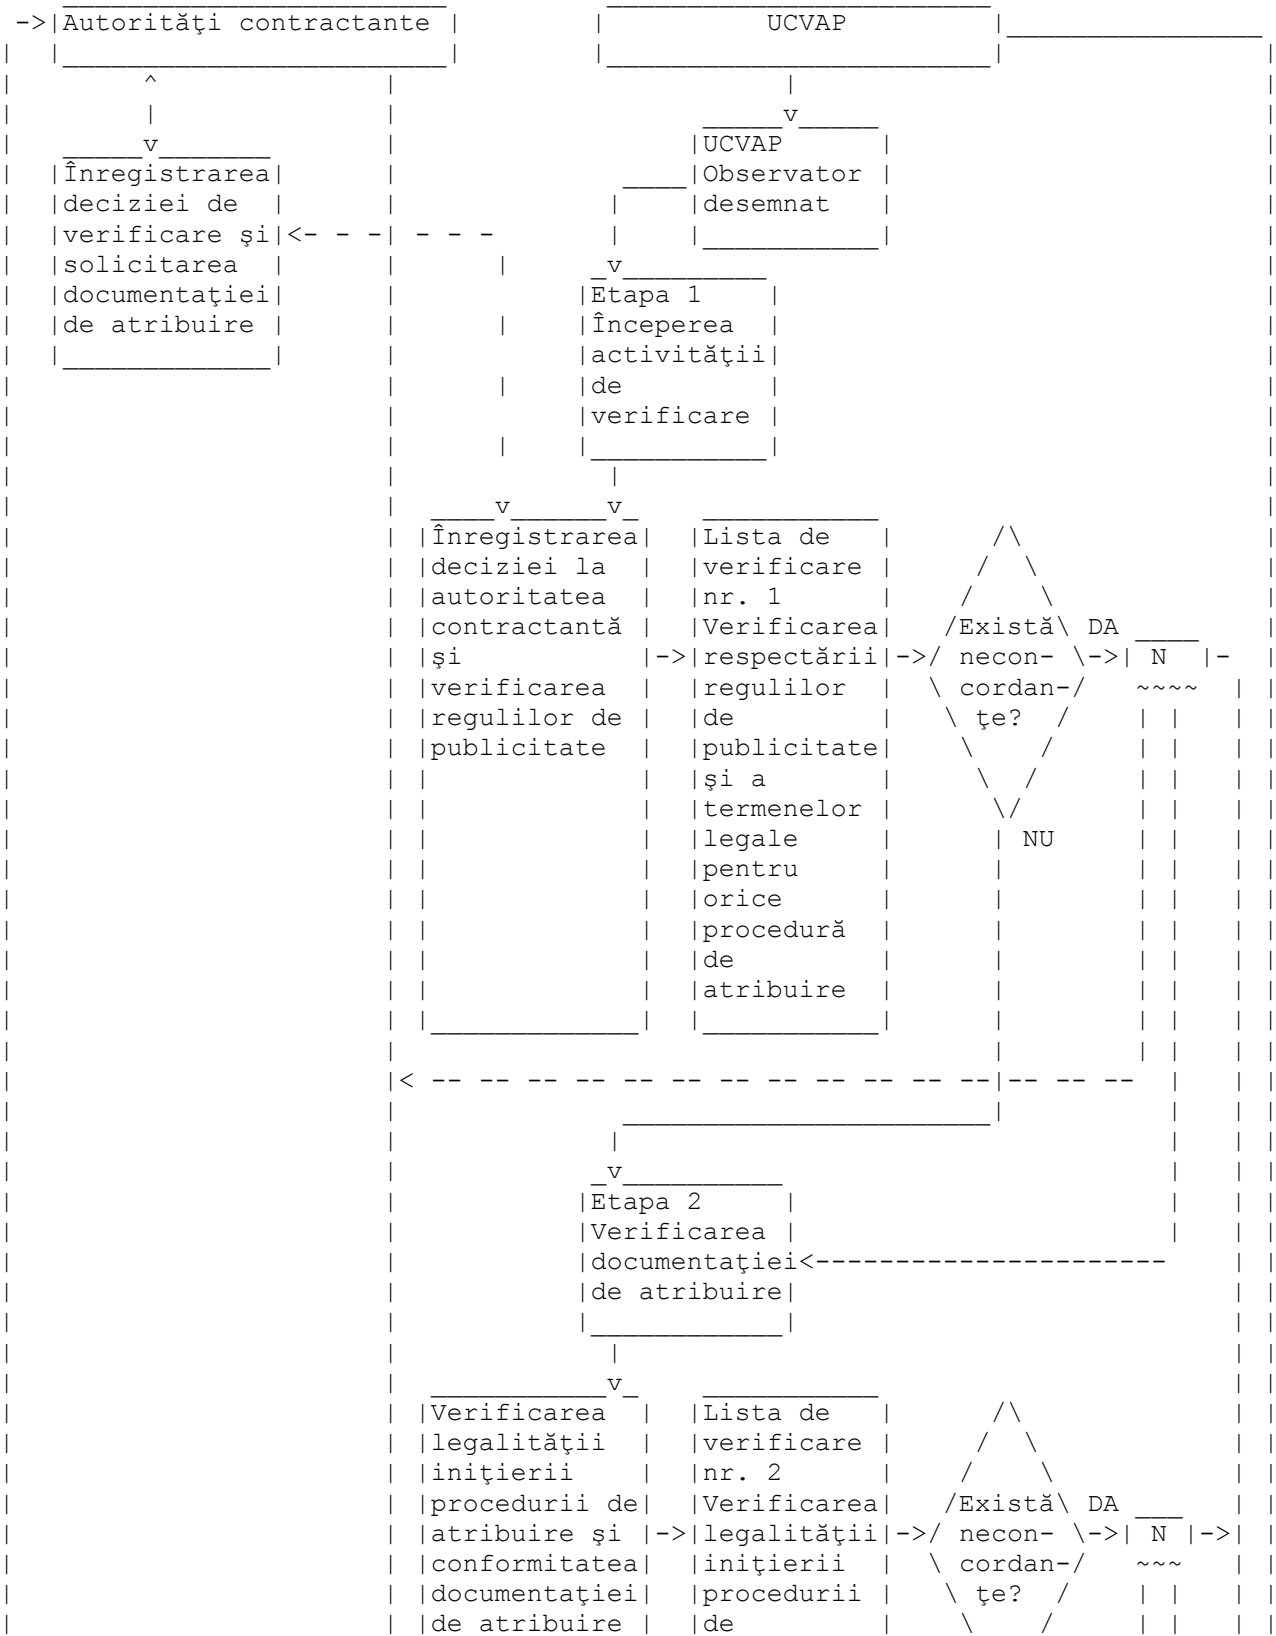 Autorităţi contractante
UCVAP
UCVAP
Observator
desemnat
Înregistrarea
deciziei de
verificare şi
solicitarea
documentaţiei
de atribuire
Etapa 1
Începerea
activităţii
de
verificare
Înregistrarea
deciziei la
autoritatea
contractantă
şi
verificarea
regulilor de
publicitate
Lista de
verificare
nr. 1
Verificarea
respectării
regulilor
de
publicitate
şi a
termenelor
legale
pentru
orice
procedură
de
atribuire
Există
necon-
cordan-
ţe?
DA
N
NU
Etapa 2
Verificarea
documentaţiei
de atribuire
Verificarea
legalităţii
iniţierii
procedurii de
atribuire şi
conformitatea
documentaţiei
de atribuire
Lista de
verificare
nr. 2
Verificarea
legalităţii
iniţierii
procedurii
de
Există
necon-
cordan-
ţe?
DA
N